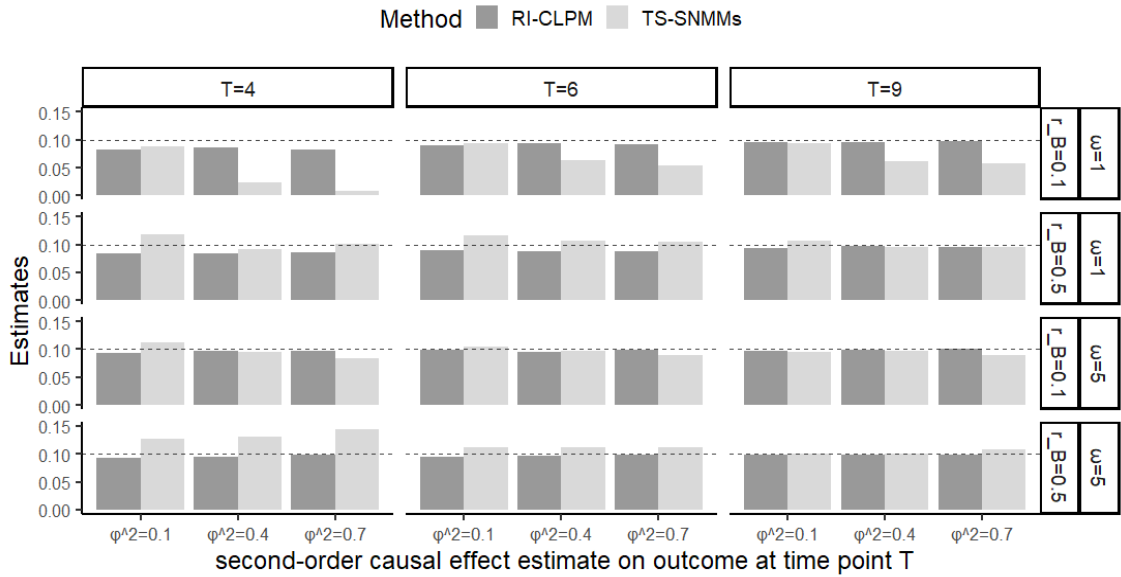 Method RI-CLPM TS-SNMMs
T=4 T=6 T=9
Estimates
0.15
0.10
0.05
0.00
r_B=0.1
ω=1
0.15
0.10
0.05
0.00
r_B=0.5
ω=1
0.15
0.10
0.05
0.00
r_B=0.1
ω=5
0.15
0.10
0.05
0.00
r_B=0.5
ω=5
φ^2=0.1 φ^2=0.4 φ^2=0.7 φ^2=0.1 φ^2=0.4 φ^2=0.7 φ^2=0.1 φ^2=0.4 φ^2=0.7
second-order causal effect estimate on outcome at time point T